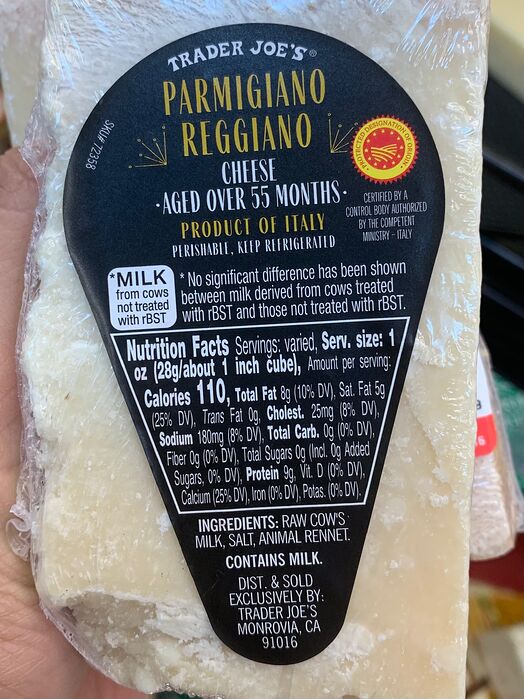 TRADER JOE'S®
PARMIGIANO
REGGIANO
CHEESE
·AGED OVER 55 MONTHS·
PRODUCT OF ITALY
PERISHABLE, KEEP REFRIGERATED
SKU# 72358
PROTECTED DESIGNATION OF ORIGIN
CERTIFIED BY A
CONTROL BODY AUTHORIZED
BY THE COMPETENT
MINISTRY - ITALY
*MILK
from cows
not treated
with rBST
* No significant difference has been shown
between milk derived from cows treated
with rBST and those not treated with rBST.
Nutrition Facts Servings: varied, Serv. size: 1
oz (28g/about 1 inch cube), Amount per serving:
Calories 110, Total Fat 8g (10% DV), Sat. Fat 5g
(25% DV), Trans Fat 0g, Cholest. 25mg (8% DV),
Sodium 180mg (8% DV), Total Carb. 0g (0% DV),
Fiber 0g (0% DV), Total Sugars 0g (Incl. 0g Added
Sugars, 0% DV), Protein 9g, Vit. D (0% DV),
Calcium (25% DV), Iron (0% DV), Potas. (0% DV).
INGREDIENTS: RAW COW'S
MILK, SALT, ANIMAL RENNET.
CONTAINS MILK.
DIST. & SOLD
EXCLUSIVELY BY:
TRADER JOE'S
MONROVIA, CA
91016